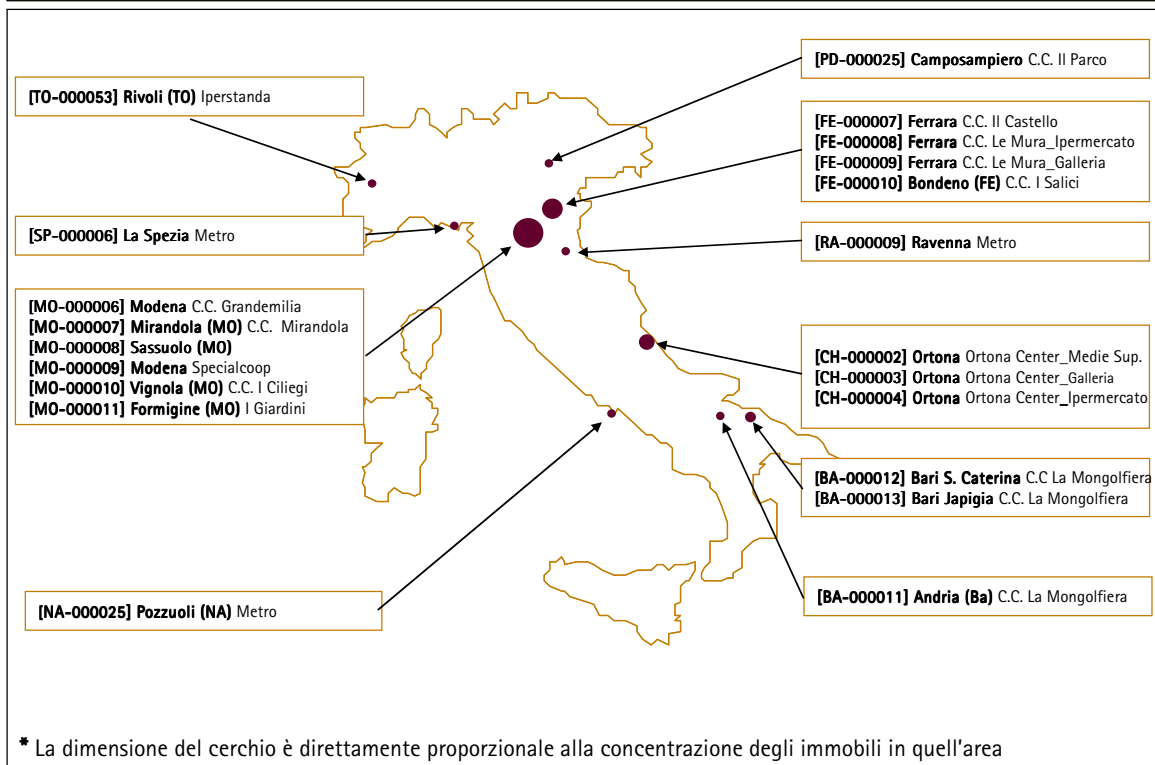 [PD-000025] Camposampiero C.C. Il Parco
[TO-000053] Rivoli (TO) Iperstanda
[FE-000007] Ferrara C.C. Il Castello
[FE-000008] Ferrara C.C. Le Mura_Ipermercato
[FE-000009] Ferrara C.C. Le Mura_Galleria
[FE-000010] Bondeno (FE) C.C. I Salici
[SP-000006] La Spezia Metro
[RA-000009] Ravenna Metro
[MO-000006] Modena C.C. Grandemilia
[MO-000007] Mirandola (MO) C.C. Mirandola
[MO-000008] Sassuolo (MO)
[MO-000009] Modena Specialcoop
[MO-000010] Vignola (MO) C.C. I Ciliegi
[MO-000011] Formigine (MO) I Giardini
[CH-000002] Ortona Ortona Center_Medie Sup.
[CH-000003] Ortona Ortona Center_Galleria
[CH-000004] Ortona Ortona Center_Ipermercato
[BA-000012] Bari S. Caterina C.C La Mongolfiera
[BA-000013] Bari Japigia C.C. La Mongolfiera
[NA-000025] Pozzuoli (NA) Metro
[BA-000011] Andria (Ba) C.C. La Mongolfiera
* La dimensione del cerchio è direttamente proporzionale alla concentrazione degli immobili in quell'area